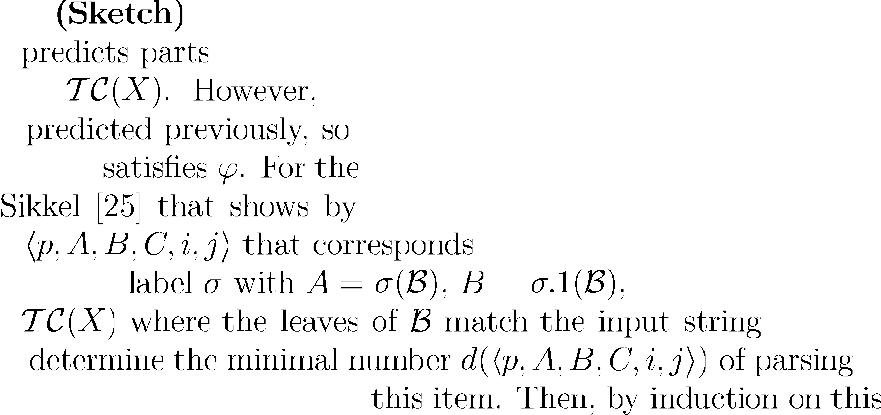 (Sketch)
predicts parts
𝒯𝒞(X). However,
predicted previously, so
satisfies φ. For the
Sikkel [25] that shows by
⟨p, A, B, C, i, j⟩ that corresponds
label σ with A = σ(ℬ), B σ.1(ℬ),
𝒯𝒞(X) where the leaves of ℬ match the input string
determine the minimal number d(⟨p, A, B, C, i, j⟩) of parsing
this item. Then, by induction on this